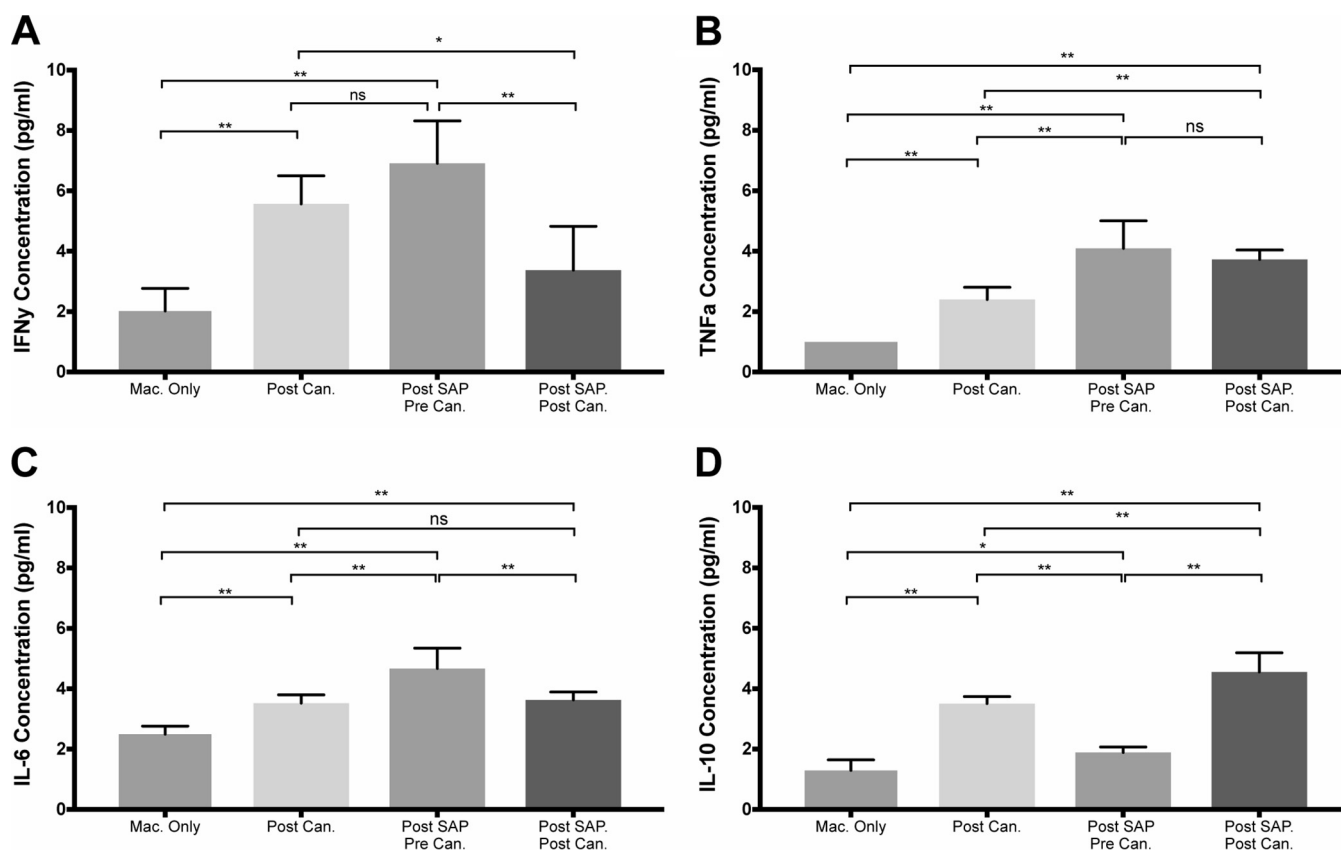 A
*
**
ns
**
**
IFNy Concentration (pg/ml)
10
8
6
4
2
0
Mac. Only
Post Can.
Post SAP
Pre Can.
Post SAP.
Post Can.
B
**
**
**
**
ns
**
TNFa Concentration (pg/ml)
10
8
6
4
2
0
Mac. Only
Post Can.
Post SAP
Pre Can.
Post SAP.
Post Can.
C
**
ns
**
**
**
**
IL-6 Concentration (pg/ml)
10
8
6
4
2
0
Mac. Only
Post Can.
Post SAP
Pre Can.
Post SAP.
Post Can.
D
**
**
*
**
**
**
IL-10 Concentration (pg/ml)
10
8
6
4
2
0
Mac. Only
Post Can.
Post SAP
Pre Can.
Post SAP.
Post Can.